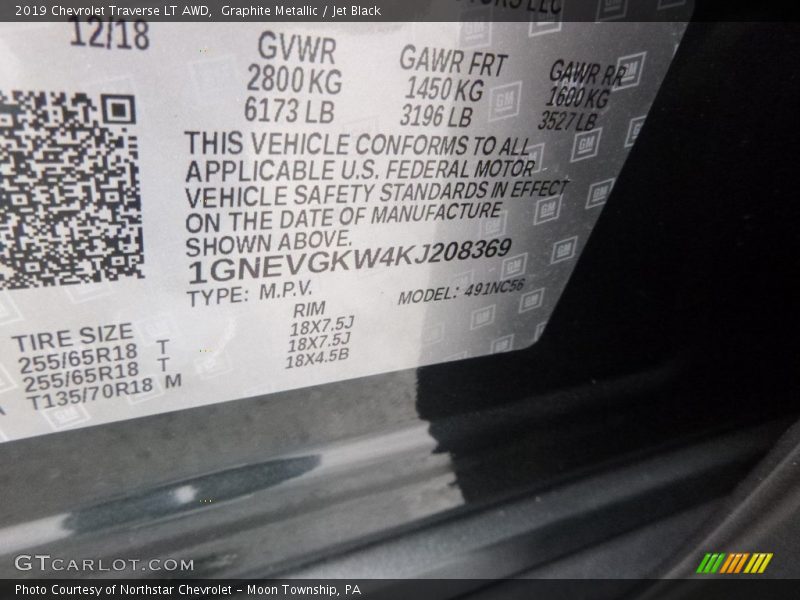 2019 Chevrolet Traverse LT AWD, Graphite Metallic / Jet Black
MOTORS LLC
12/18
GVWR GAWR FRT GAWR RR
2800 KG 1450 KG 1600 KG
6173 LB 3196 LB 3527 LB
THIS VEHICLE CONFORMS TO ALL
APPLICABLE U.S. FEDERAL MOTOR
VEHICLE SAFETY STANDARDS IN EFFECT
ON THE DATE OF MANUFACTURE
SHOWN ABOVE.
1GNEVGKW4KJ208369
TYPE: M.P.V. MODEL: 491NC56
TIRE SIZE RIM
255/65R18 T 18X7.5J
255/65R18 T 18X7.5J
T135/70R18 M 18X4.5B
GTCARLOT.COM
Photo Courtesy of Northstar Chevrolet – Moon Township, PA